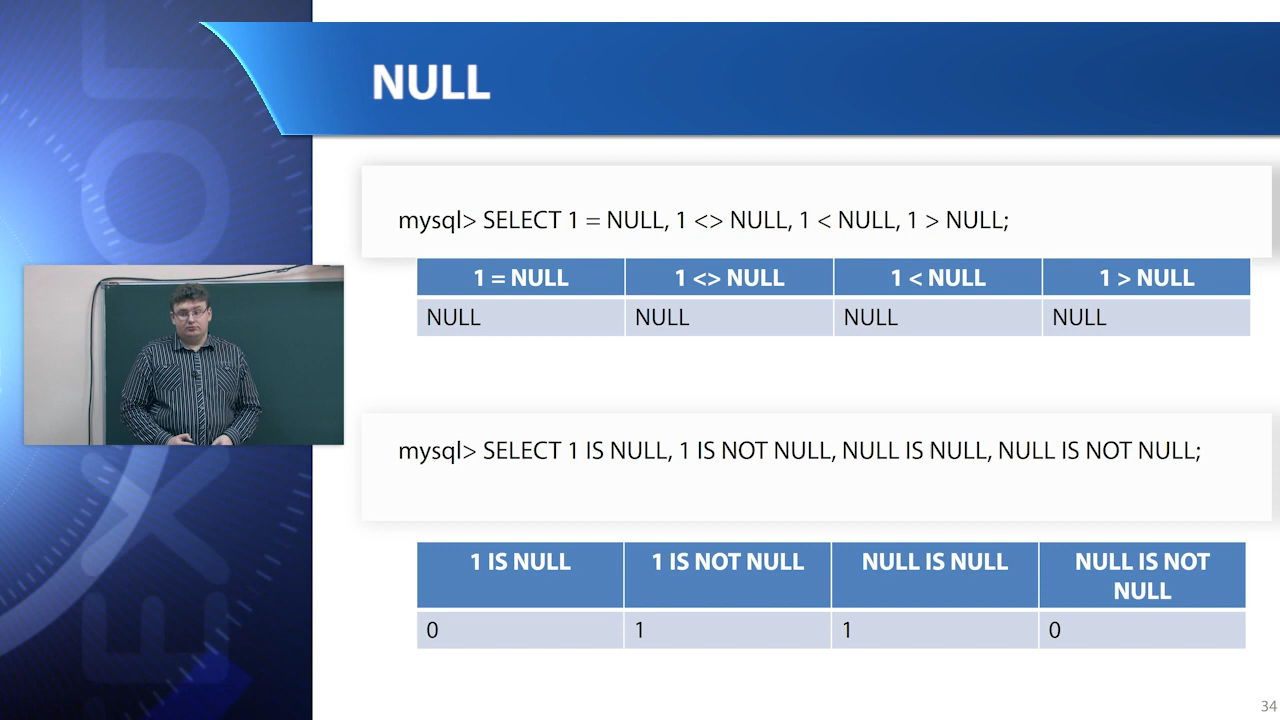 NULL
mysql> SELECT 1 = NULL, 1 <> NULL, 1 < NULL, 1 > NULL;
1 = NULL 1 <> NULL 1 < NULL 1 > NULL
NULL NULL NULL NULL
mysql> SELECT 1 IS NULL, 1 IS NOT NULL, NULL IS NULL, NULL IS NOT NULL;
1 IS NULL 1 IS NOT NULL NULL IS NULL NULL IS NOT
NULL
0 1 1 0
34